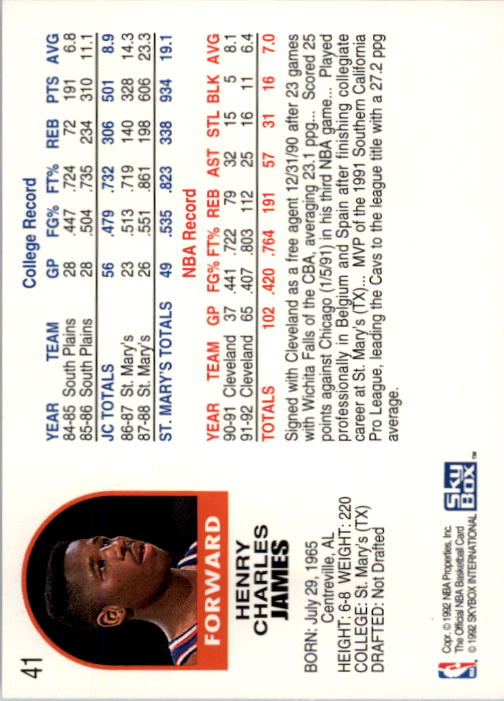 41
FORWARD
HENRY
CHARLES
JAMES
BORN: July 29, 1965
Centreville, AL
HEIGHT: 6-8 WEIGHT: 220
COLLEGE: St. Mary's (TX)
DRAFTED: Not Drafted
Copr. © 1992 NBA Properties, Inc.
The Official NBA Basketball Card
© 1992 SKYBOX INTERNATIONAL
NBA
SKY BOX ™
College Record
YEAR TEAM GP FG% FT% REB PTS AVG
84-85 South Plains 28 .447 .724 72 191 6.8
85-86 South Plains 28 .504 .735 234 310 11.1
JC TOTALS 56 .479 .732 306 501 8.9
86-87 St. Mary's 23 .513 .719 140 328 14.3
87-88 St. Mary's 26 .551 .861 198 606 23.3
ST. MARY'S TOTALS 49 .535 .823 338 934 19.1
NBA Record
YEAR TEAM GP FG% FT% REB AST STL BLK AVG
90-91 Cleveland 37 .441 .722 79 32 15 5 8.1
91-92 Cleveland 65 .407 .803 112 25 16 11 6.4
TOTALS 102 .420 .764 191 57 31 16 7.0
Signed with Cleveland as a free agent 12/31/90 after 23 games
with Wichita Falls of the CBA, averaging 23.1 ppg... Scored 25
points against Chicago (1/5/91) in his third NBA game... Played
professionally in Belgium and Spain after finishing collegiate
career at St. Mary's (TX)... MVP of the 1991 Southern California
Pro League, leading the Cavs to the league title with a 27.2 ppg
average.